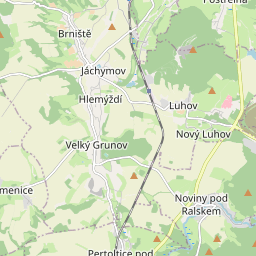 Brniště
Jáchymov
Hlemýždí
Luhov
Nový Luhov
Velký Grunov
menice
Noviny pod
Ralskem
Pertoltice pod